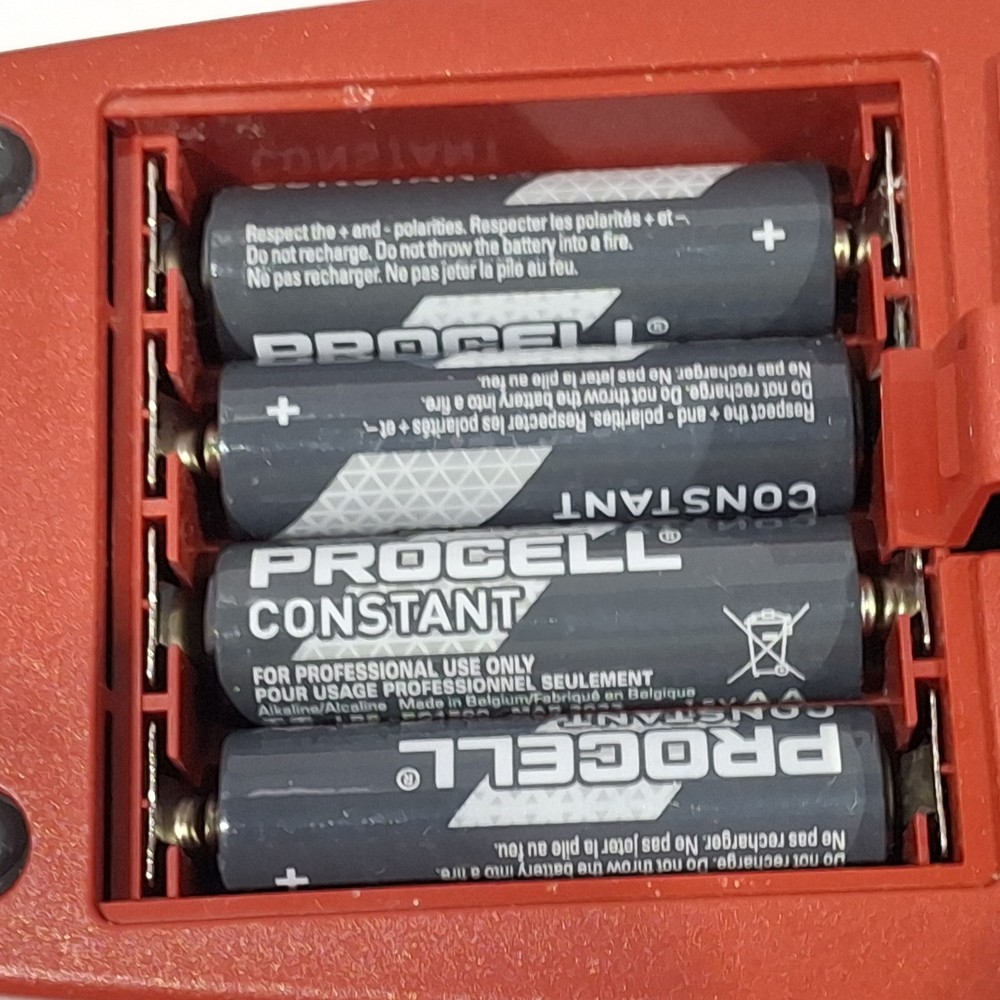 Respect the + and - polarities. Respecter les polarités + et -.
Do not recharge. Do not throw the battery into a fire.
Ne pas recharger. Ne pas jeter la pile au feu.
+
PROCELL®
CONSTANT
Respect the + and - polarities. Respecter les polarités + et -.
Do not recharge. Do not throw the battery into a fire.
Ne pas recharger. Ne pas jeter la pile au feu.
+
PROCELL®
CONSTANT
FOR PROFESSIONAL USE ONLY
POUR USAGE PROFESSIONNEL SEULEMENT
Alkaline/Alcaline Made in Belgium/Fabriqué en Belgique
Do not recharge. Do not throw the battery into a fire.
Ne pas recharger. Ne pas jeter la pile au feu.
PROCELL®
CONSTANT
+